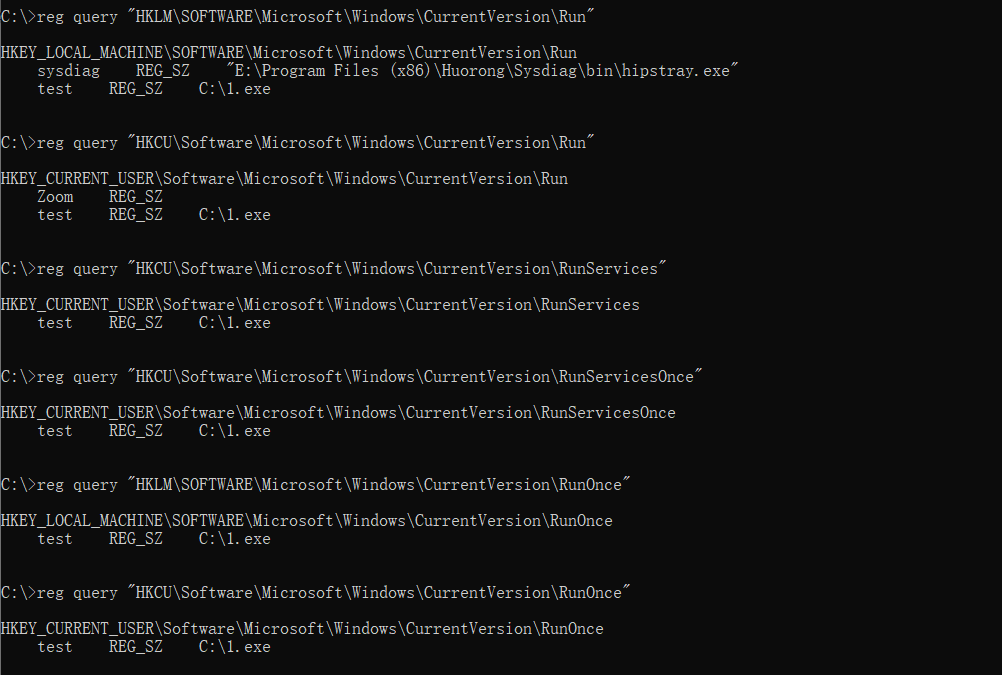 C:\>reg query "HKLM\SOFTWARE\Microsoft\Windows\CurrentVersion\Run"
HKEY_LOCAL_MACHINE\SOFTWARE\Microsoft\Windows\CurrentVersion\Run
sysdiag    REG_SZ    "E:\Program Files (x86)\Huorong\Sysdiag\bin\hipstray.exe"
test    REG_SZ    C:\1.exe
C:\>reg query "HKCU\Software\Microsoft\Windows\CurrentVersion\Run"
HKEY_CURRENT_USER\Software\Microsoft\Windows\CurrentVersion\Run
Zoom    REG_SZ
test    REG_SZ    C:\1.exe
C:\>reg query "HKCU\Software\Microsoft\Windows\CurrentVersion\RunServices"
HKEY_CURRENT_USER\Software\Microsoft\Windows\CurrentVersion\RunServices
test    REG_SZ    C:\1.exe
C:\>reg query "HKCU\Software\Microsoft\Windows\CurrentVersion\RunServicesOnce"
HKEY_CURRENT_USER\Software\Microsoft\Windows\CurrentVersion\RunServicesOnce
test    REG_SZ    C:\1.exe
C:\>reg query "HKLM\SOFTWARE\Microsoft\Windows\CurrentVersion\RunOnce"
HKEY_LOCAL_MACHINE\SOFTWARE\Microsoft\Windows\CurrentVersion\RunOnce
test    REG_SZ    C:\1.exe
C:\>reg query "HKCU\Software\Microsoft\Windows\CurrentVersion\RunOnce"
HKEY_CURRENT_USER\Software\Microsoft\Windows\CurrentVersion\RunOnce
test    REG_SZ    C:\1.exe